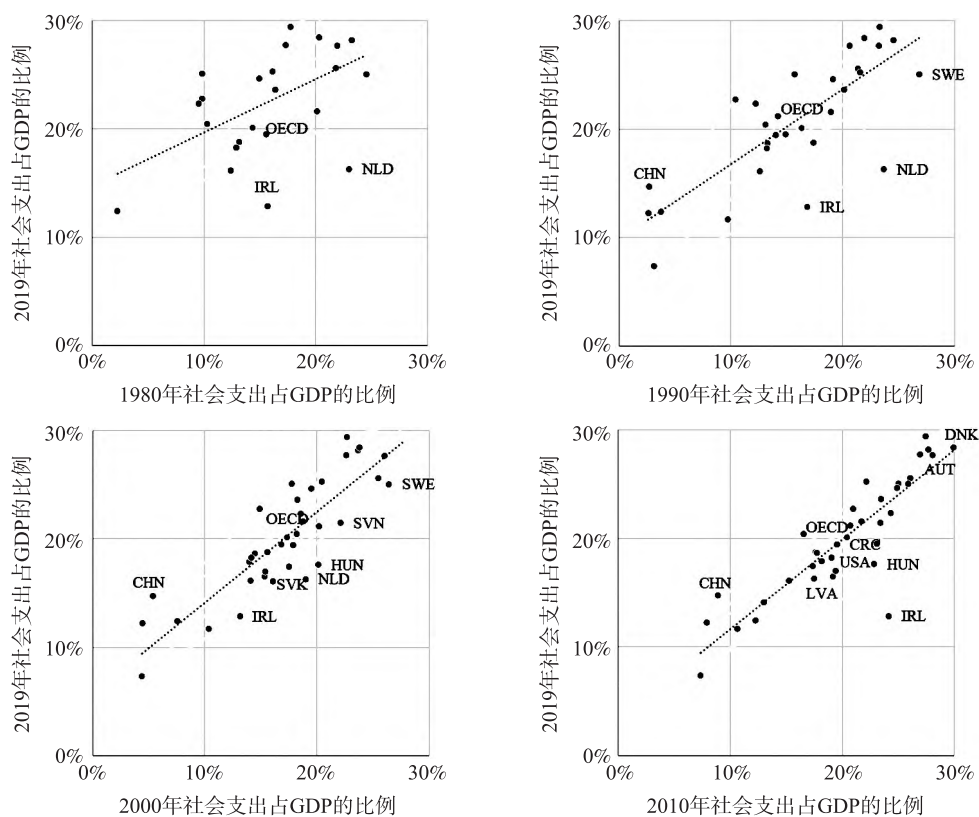 30%
20%
10%
0%
2019年社会支出占GDP的比例
OECD
NLD
IRL
0%
10%
20%
30%
1980年社会支出占GDP的比例
30%
20%
10%
0%
2019年社会支出占GDP的比例
SWE
OECD
CHN
NLD
IRL
0%
10%
20%
30%
1990年社会支出占GDP的比例
30%
20%
10%
0%
2019年社会支出占GDP的比例
SWE
OECD
SVN
HUN
CHN
SVK
NLD
IRL
0%
10%
20%
30%
2000年社会支出占GDP的比例
30%
20%
10%
0%
2019年社会支出占GDP的比例
DNK
AUT
OECD
CRC
USA
HUN
CHN
LVA
IRL
0%
10%
20%
30%
2010年社会支出占GDP的比例